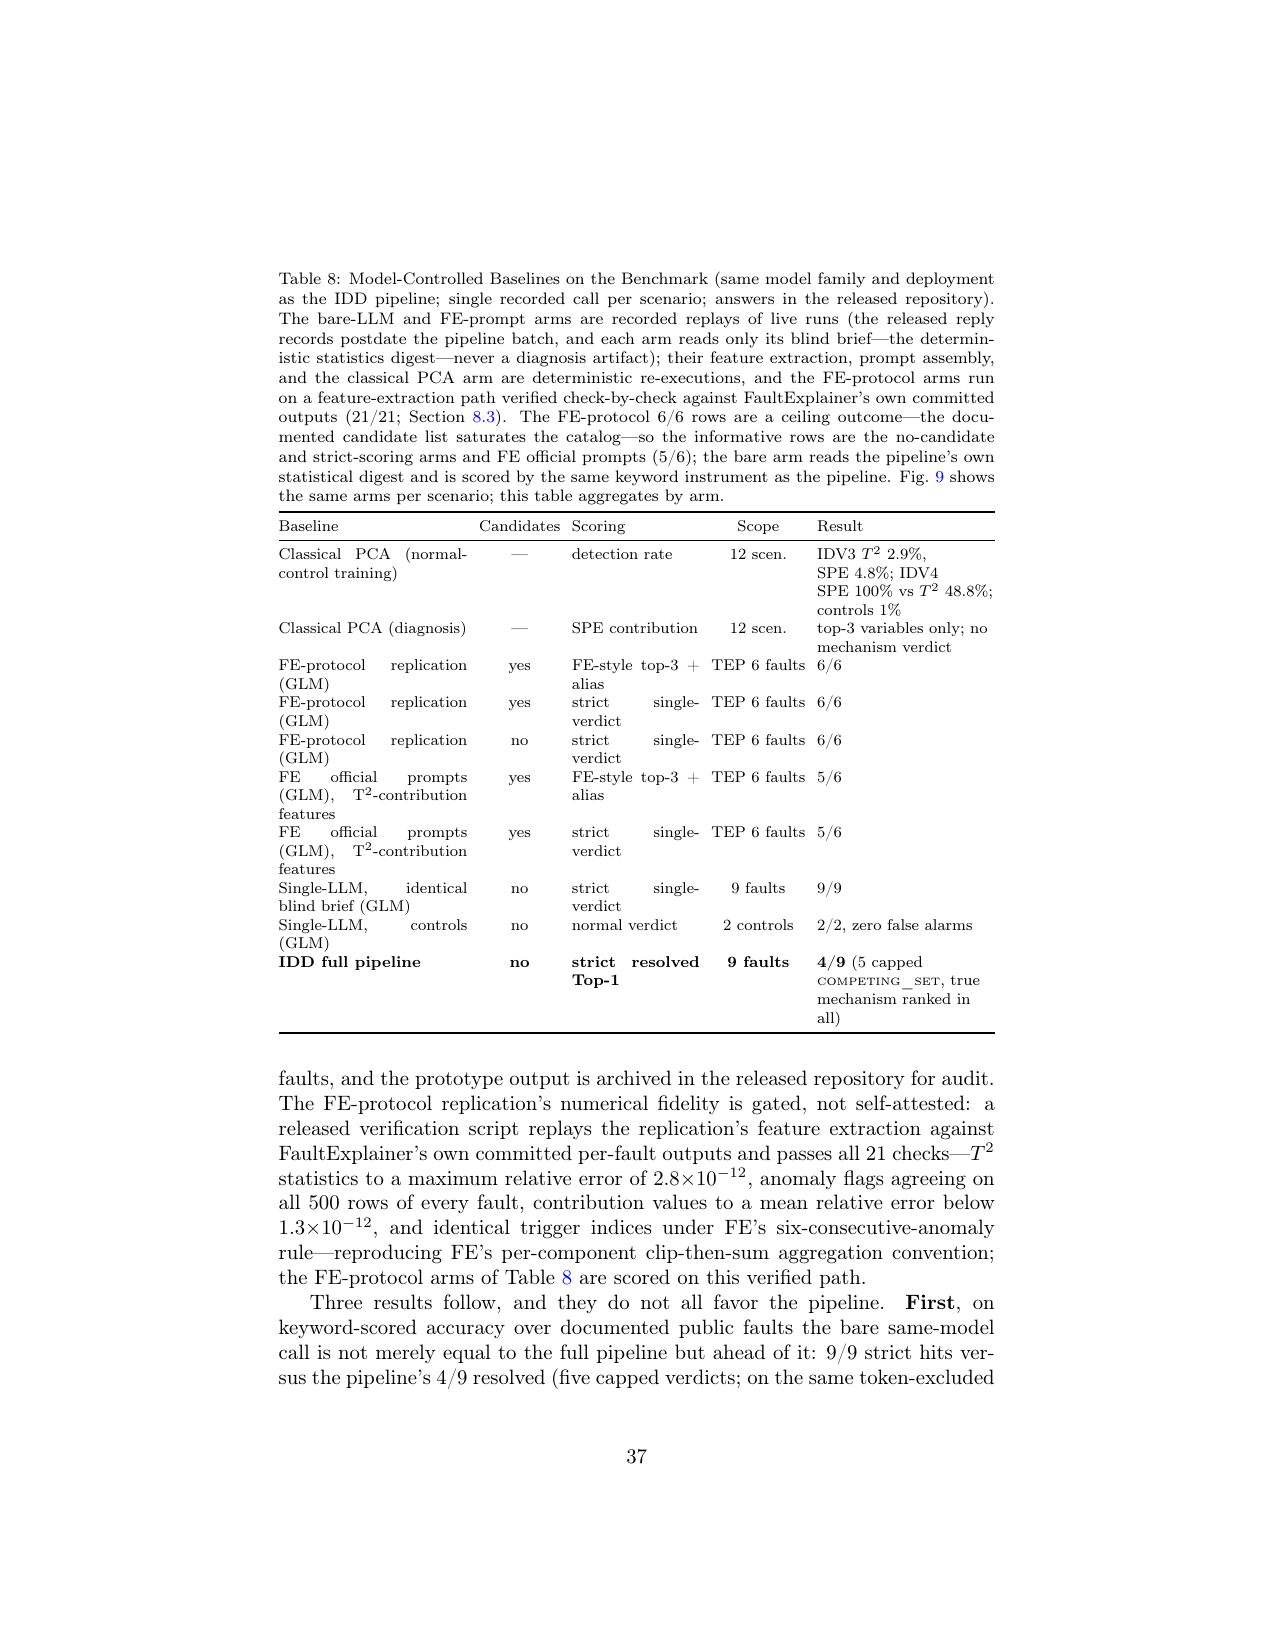 Table 8: Model-Controlled Baselines on the Benchmark (same model family and deployment
as the IDD pipeline; single recorded call per scenario; answers in the released repository).
The bare-LLM and FE-prompt arms are recorded replays of live runs (the released reply
records postdate the pipeline batch, and each arm reads only its blind brief—the determin-
istic statistics digest—never a diagnosis artifact); their feature extraction, prompt assembly,
and the classical PCA arm are deterministic re-executions, and the FE-protocol arms run
on a feature-extraction path verified check-by-check against FaultExplainer's own committed
outputs (21/21; Section 8.3). The FE-protocol 6/6 rows are a ceiling outcome—the docu-
mented candidate list saturates the catalog—so the informative rows are the no-candidate
and strict-scoring arms and FE official prompts (5/6); the bare arm reads the pipeline's own
statistical digest and is scored by the same keyword instrument as the pipeline. Fig. 9 shows
the same arms per scenario; this table aggregates by arm.
Baseline Candidates Scoring Scope Result
Classical PCA (normal- — detection rate 12 scen. IDV3 T² 2.9%,
control training) SPE 4.8%; IDV4
SPE 100% vs T² 48.8%;
controls 1%
Classical PCA (diagnosis) — SPE contribution 12 scen. top-3 variables only; no
mechanism verdict
FE-protocol replication yes FE-style top-3 + TEP 6 faults 6/6
(GLM) alias
FE-protocol replication yes strict single- TEP 6 faults 6/6
(GLM) verdict
FE-protocol replication no strict single- TEP 6 faults 6/6
(GLM) verdict
FE official prompts yes FE-style top-3 + TEP 6 faults 5/6
(GLM), T²-contribution alias
features
FE official prompts yes strict single- TEP 6 faults 5/6
(GLM), T²-contribution verdict
features
Single-LLM, identical no strict single- 9 faults 9/9
blind brief (GLM) verdict
Single-LLM, controls no normal verdict 2 controls 2/2, zero false alarms
(GLM)
IDD full pipeline no strict resolved 9 faults 4/9 (5 capped
Top-1 COMPETING_SET, true
mechanism ranked in
all)
faults, and the prototype output is archived in the released repository for audit.
The FE-protocol replication's numerical fidelity is gated, not self-attested: a
released verification script replays the replication's feature extraction against
FaultExplainer's own committed per-fault outputs and passes all 21 checks—T²
statistics to a maximum relative error of 2.8×10⁻¹², anomaly flags agreeing on
all 500 rows of every fault, contribution values to a mean relative error below
1.3×10⁻¹², and identical trigger indices under FE's six-consecutive-anomaly
rule—reproducing FE's per-component clip-then-sum aggregation convention;
the FE-protocol arms of Table 8 are scored on this verified path.
Three results follow, and they do not all favor the pipeline. First, on
keyword-scored accuracy over documented public faults the bare same-model
call is not merely equal to the full pipeline but ahead of it: 9/9 strict hits ver-
sus the pipeline's 4/9 resolved (five capped verdicts; on the same token-excluded
37